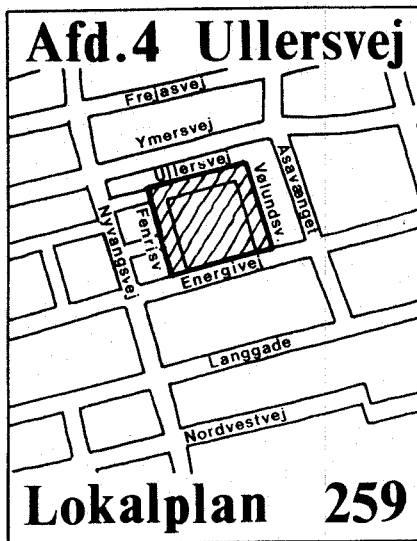 Afd.4 Ullersvej
Frejasvej
Ymersvej
Ullersvej
Asavænget
Vølundsv.
Nyvangsvej
Fenrisv
Energivej
Langgade
Nordvestvej
Lokalplan 259